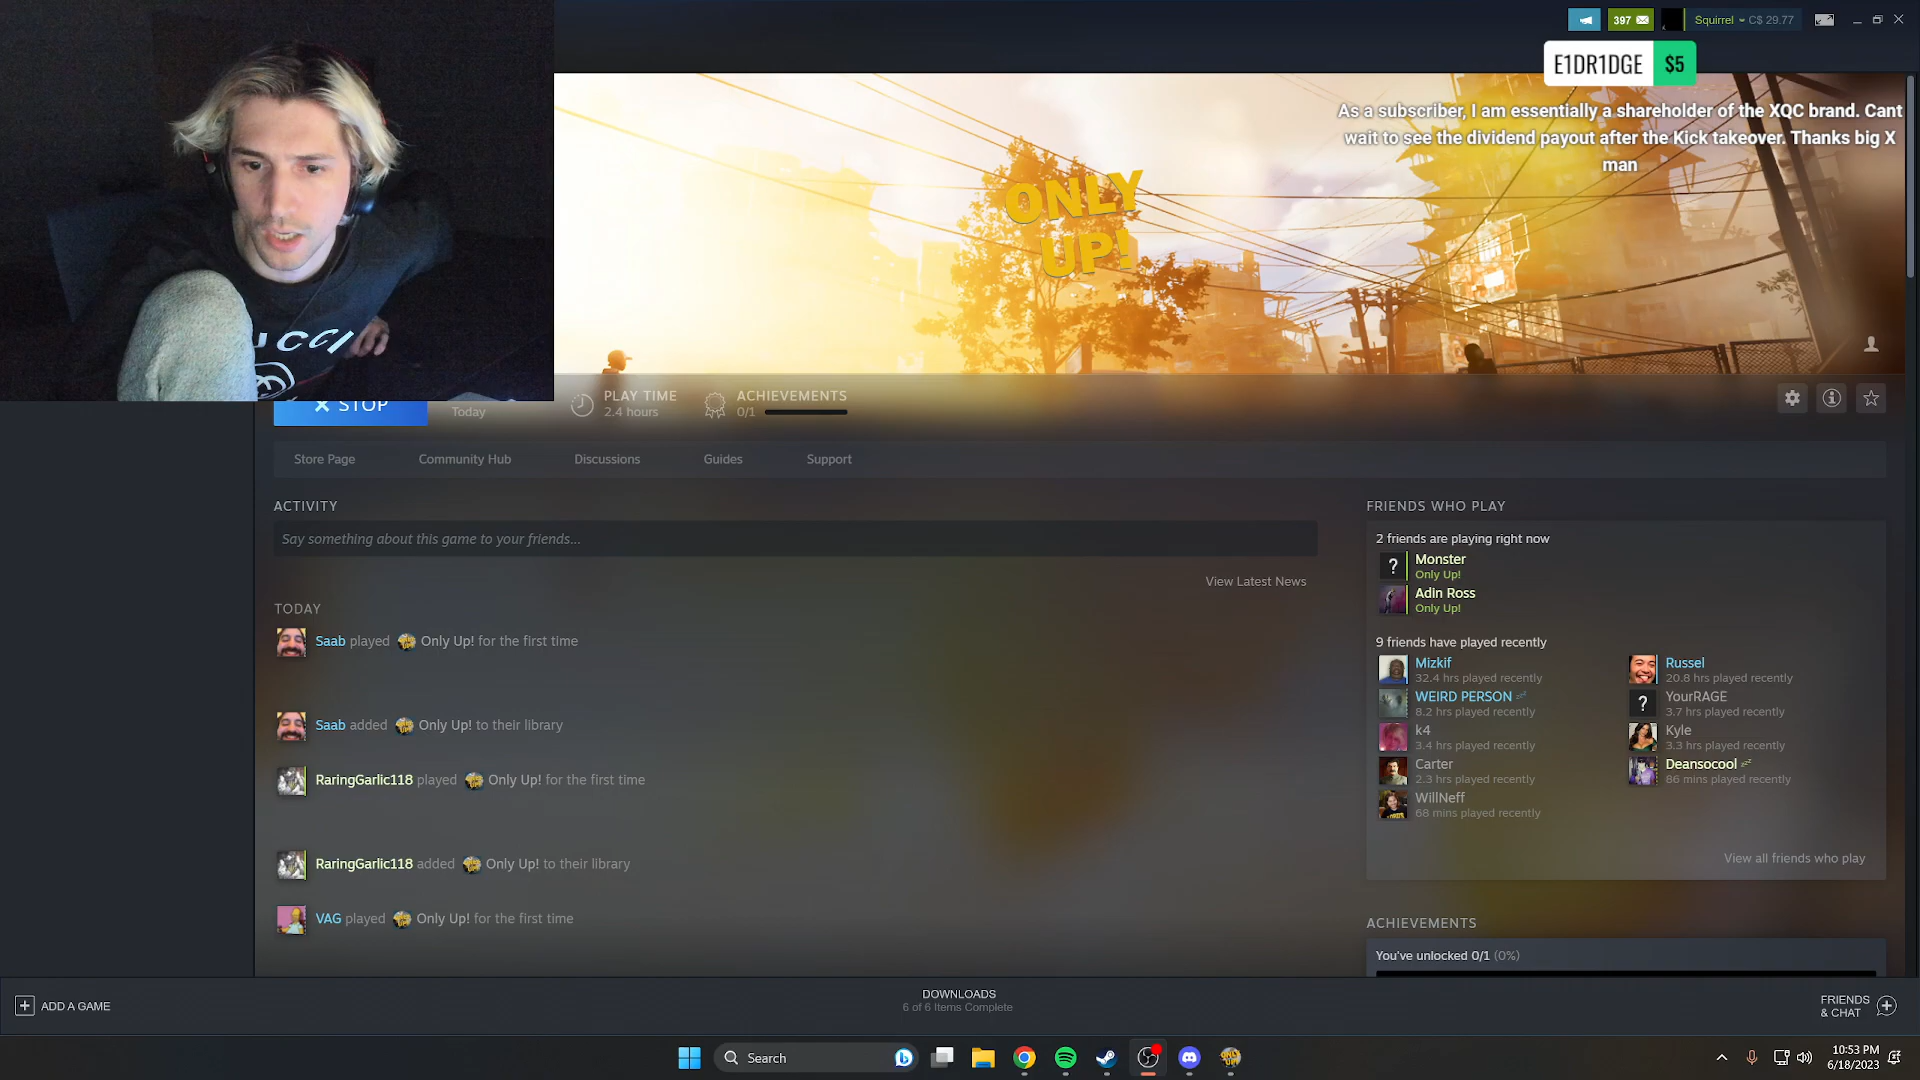 397
Squirrel
C$ 29.77
E1DR1DGE $5
As a subscriber, I am essentially a shareholder of the XQC brand. Cant
wait to see the dividend payout after the Kick takeover. Thanks big X
man
ONLY
UP!
UCCI
STOP
Today
PLAY TIME
2.4 hours
ACHIEVEMENTS
0/1
Store Page
Community Hub
Discussions
Guides
Support
ACTIVITY
Say something about this game to your friends...
View Latest News
TODAY
Saab played Only Up! for the first time
Saab added Only Up! to their library
RaringGarlic118 played Only Up! for the first time
RaringGarlic118 added Only Up! to their library
VAG played Only Up! for the first time
FRIENDS WHO PLAY
2 friends are playing right now
? Monster
Only Up!
Adin Ross
Only Up!
9 friends have played recently
Mizkif
32.4 hrs played recently
Russel
20.8 hrs played recently
WEIRD PERSON zzz
8.2 hrs played recently
? YourRAGE
3.7 hrs played recently
k4
3.4 hrs played recently
Kyle
3.3 hrs played recently
Carter
2.3 hrs played recently
Deansocool zzz
86 mins played recently
WillNeff
68 mins played recently
View all friends who play
ACHIEVEMENTS
You've unlocked 0/1 (0%)
ADD A GAME
DOWNLOADS
6 of 6 Items Complete
FRIENDS
& CHAT
Search
10:53 PM
6/18/2023